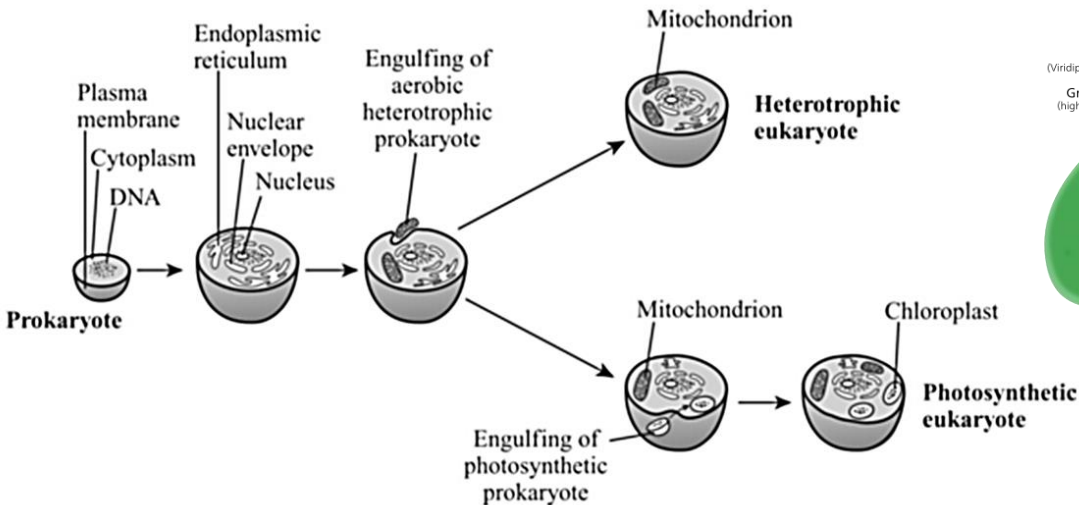 Plasma
membrane
Cytoplasm
DNA
Prokaryote
Endoplasmic
reticulum
Nuclear
envelope
Nucleus
Engulfing of
aerobic
heterotrophic
prokaryote
Mitochondrion
Heterotrophic
eukaryote
Mitochondrion
Engulfing of
photosynthetic
prokaryote
Chloroplast
Photosynthetic
eukaryote